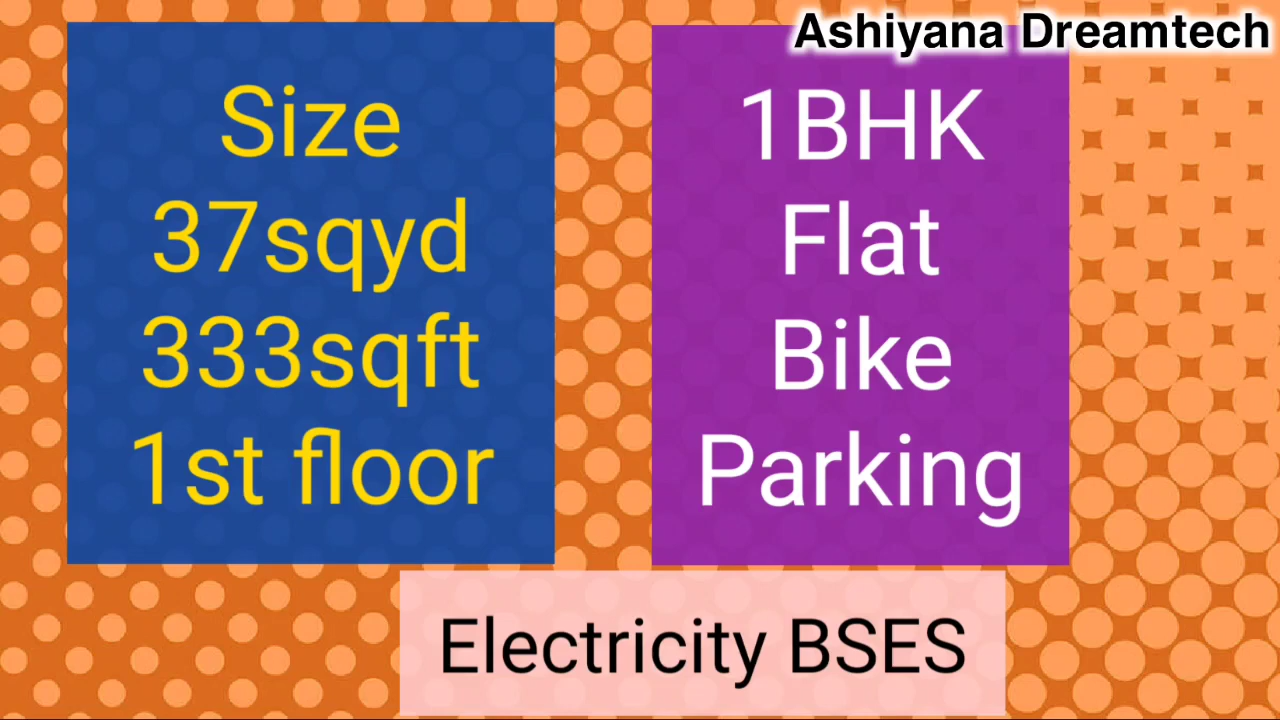 Ashiyana Dreamtech
Size
37sqyd
333sqft
1st floor
1BHK
Flat
Bike
Parking
Electricity BSES